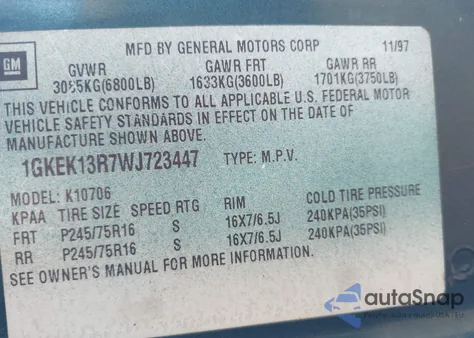 MFD BY GENERAL MOTORS CORP 11/97
GM
GVWR GAWR FRT GAWR RR
3085KG(6800LB) 1633KG(3600LB) 1701KG(3750LB)
THIS VEHICLE CONFORMS TO ALL APPLICABLE U.S. FEDERAL MOTOR
VEHICLE SAFETY STANDARDS IN EFFECT ON THE DATE OF
MANUFACTURE SHOWN ABOVE.
1GKEK13R7WJ723447 TYPE: M.P.V.
MODEL: K10706
KPAA TIRE SIZE SPEED RTG RIM COLD TIRE PRESSURE
FRT P245/75R16 S 16X7/6.5J 240KPA(35PSI)
RR P245/75R16 S 16X7/6.5J 240KPA(35PSI)
SEE OWNER'S MANUAL FOR MORE INFORMATION.
autoSnap